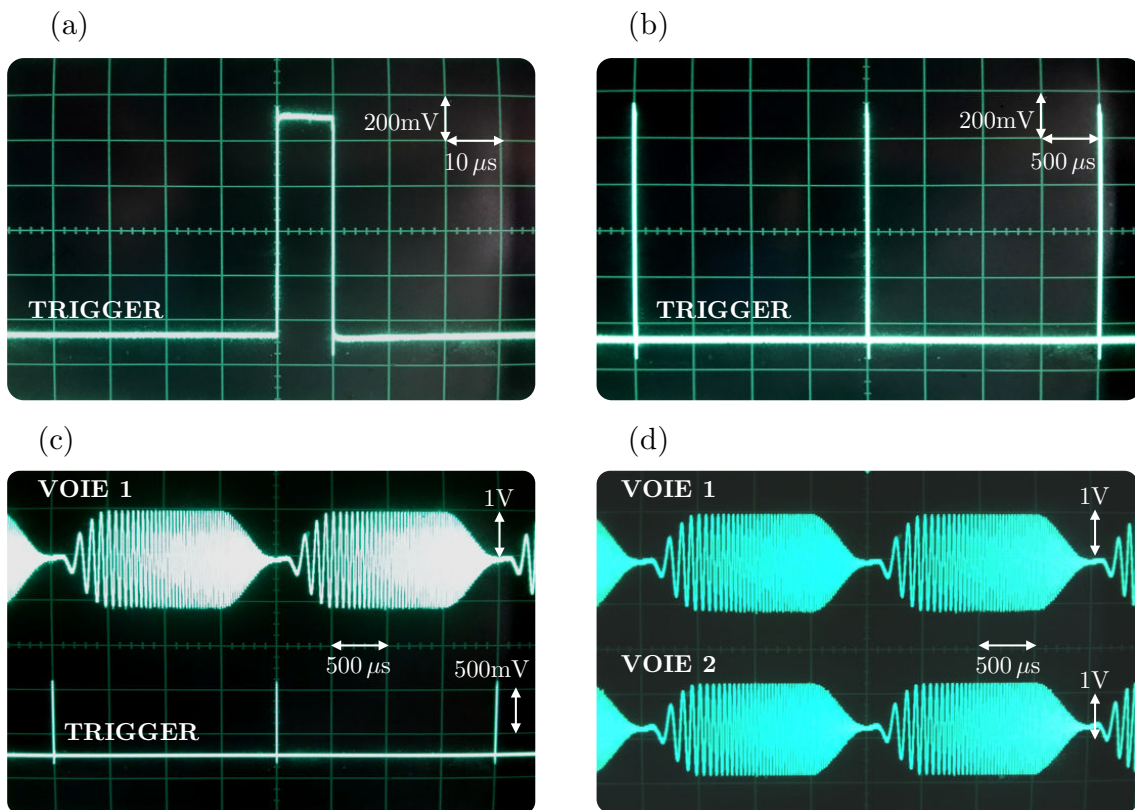 (a)
200mV
10 µs
TRIGGER
(b)
200mV
500 µs
TRIGGER
(c)
VOIE 1
1V
500 µs
500mV
TRIGGER
(d)
VOIE 1
1V
500 µs
VOIE 2
1V